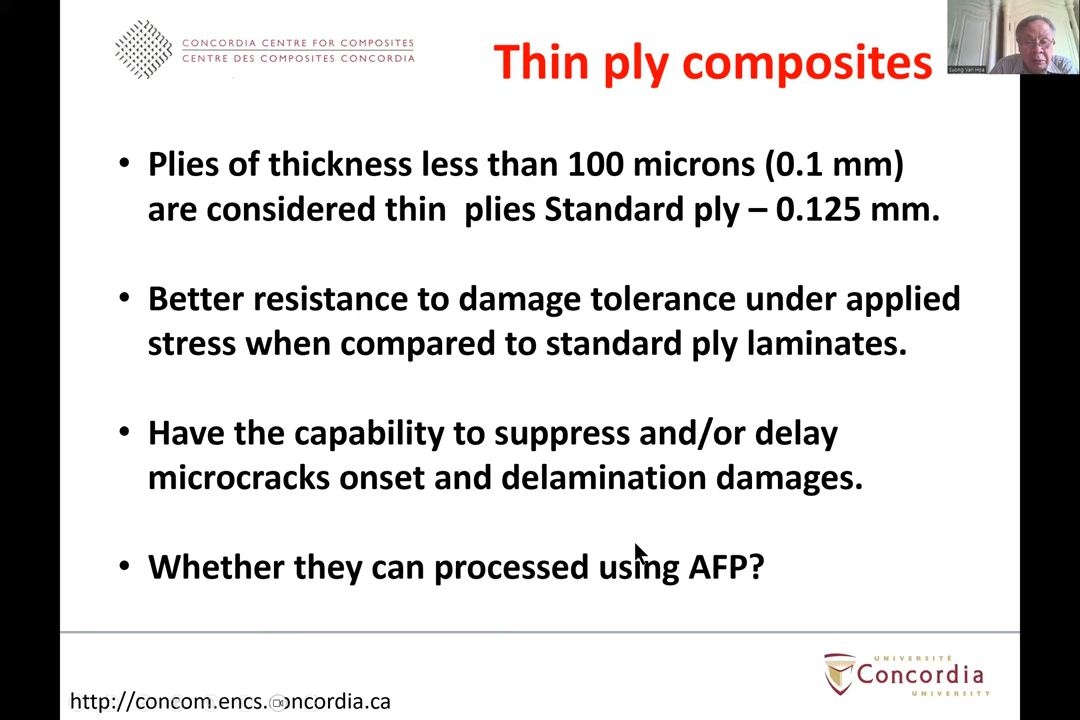 CONCORDIA CENTRE FOR COMPOSITES
CENTRE DES COMPOSITES CONCORDIA
Thin ply composites
Suong Van Hoa
• Plies of thickness less than 100 microns (0.1 mm)
are considered thin plies Standard ply – 0.125 mm.
• Better resistance to damage tolerance under applied
stress when compared to standard ply laminates.
• Have the capability to suppress and/or delay
microcracks onset and delamination damages.
• Whether they can processed using AFP?
UNIVERSITÉ
Concordia
UNIVERSITY
http://concom.encs.concordia.ca